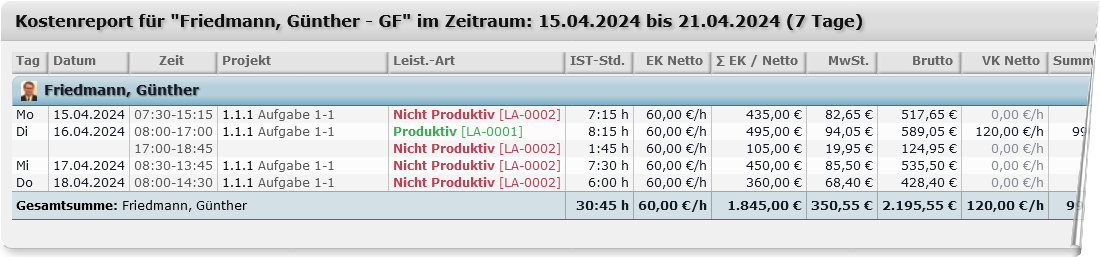 Kostenreport für "Friedmann, Günther - GF" im Zeitraum: 15.04.2024 bis 21.04.2024 (7 Tage)
Tag Datum Zeit Projekt Leist.-Art IST-Std. EK Netto Σ EK / Netto MwSt. Brutto VK Netto Summ
Friedmann, Günther
Mo 15.04.2024 07:30-15:15 1.1.1 Aufgabe 1-1 Nicht Produktiv [LA-0002] 7:15 h 60,00 €/h 435,00 € 82,65 € 517,65 € 0,00 €/h
Di 16.04.2024 08:00-17:00 1.1.1 Aufgabe 1-1 Produktiv [LA-0001] 8:15 h 60,00 €/h 495,00 € 94,05 € 589,05 € 120,00 €/h 99
17:00-18:45 Nicht Produktiv [LA-0002] 1:45 h 60,00 €/h 105,00 € 19,95 € 124,95 € 0,00 €/h
Mi 17.04.2024 08:30-13:45 1.1.1 Aufgabe 1-1 Nicht Produktiv [LA-0002] 7:30 h 60,00 €/h 450,00 € 85,50 € 535,50 € 0,00 €/h
Do 18.04.2024 08:00-14:30 1.1.1 Aufgabe 1-1 Nicht Produktiv [LA-0002] 6:00 h 60,00 €/h 360,00 € 68,40 € 428,40 € 0,00 €/h
Gesamtsumme: Friedmann, Günther 30:45 h 60,00 €/h 1.845,00 € 350,55 € 2.195,55 € 120,00 €/h 99